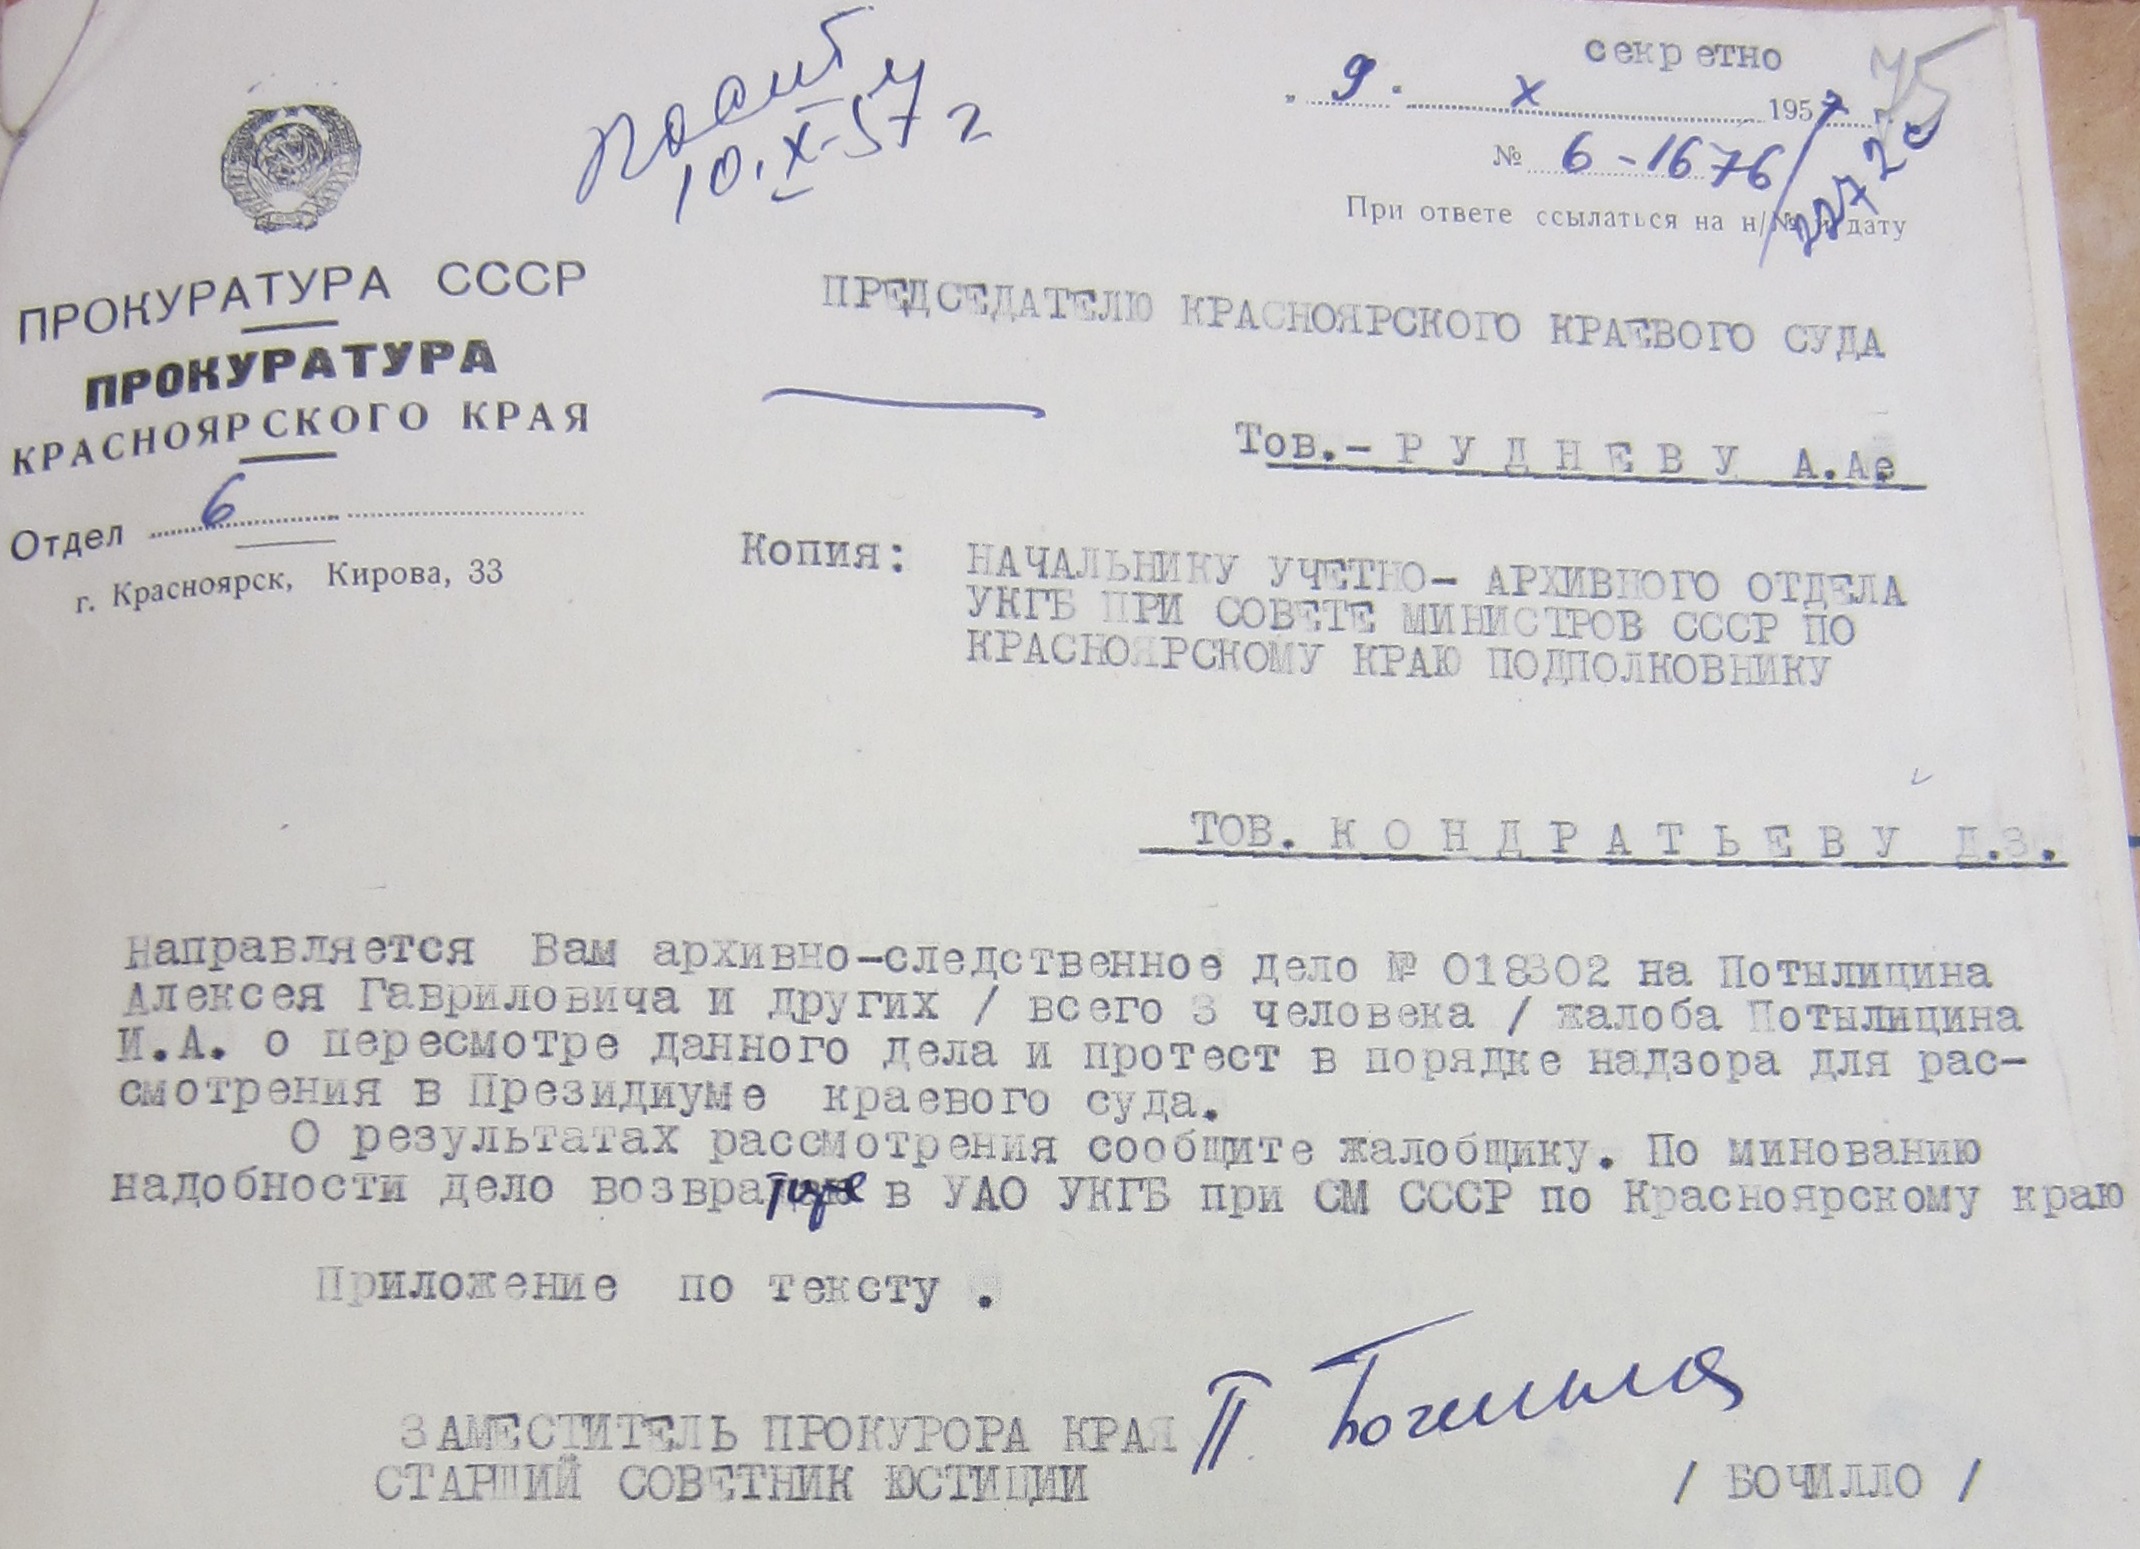 секретно
75
„ 9 " X 1957 г.
№ 6-1676/2272с
При ответе ссылаться на н/№ и дату
10.X-57 г
ПРОКУРАТУРА СССР
ПРОКУРАТУРА
КРАСНОЯРСКОГО КРАЯ
Отдел 6
г. Красноярск, Кирова, 33
ПРЕДСЕДАТЕЛЮ КРАСНОЯРСКОГО КРАЕВОГО СУДА
Тов.- Р У Д Н Е В У А.А.
Копия: НАЧАЛЬНИКУ УЧЕТНО- АРХИВНОГО ОТДЕЛА
УКГБ ПРИ СОВЕТЕ МИНИСТРОВ СССР ПО
КРАСНОЯРСКОМУ КРАЮ ПОДПОЛКОВНИКУ
ТОВ. К О Н Д Р А Т Ь Е В У Д.З.
Направляется Вам архивно-следственное дело № 018302 на Потылицина
Алексея Гавриловича и других / всего 3 человека / жалоба Потылицина
И.А. о пересмотре данного дела и протест в порядке надзора для рас-
смотрения в Президиуме краевого суда.
О результатах рассмотрения сообщите жалобщику. По минованию
надобности дело возвратите в УАО УКГБ при СМ СССР по Красноярскому краю
Приложение по тексту .
ЗАМЕСТИТЕЛЬ ПРОКУРОРА КРАЯ П
СТАРШИЙ СОВЕТНИК ЮСТИЦИИ
/ БОЧИЛЛО /